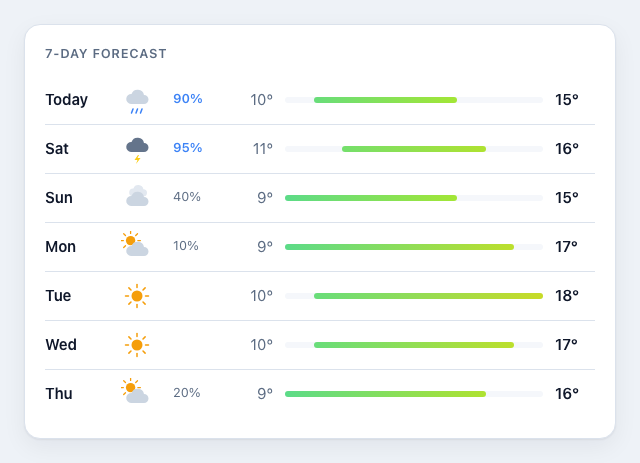 7-DAY FORECAST
Today 90% 10° 15°
Sat 95% 11° 16°
Sun 40% 9° 15°
Mon 10% 9° 17°
Tue 10° 18°
Wed 10° 17°
Thu 20% 9° 16°